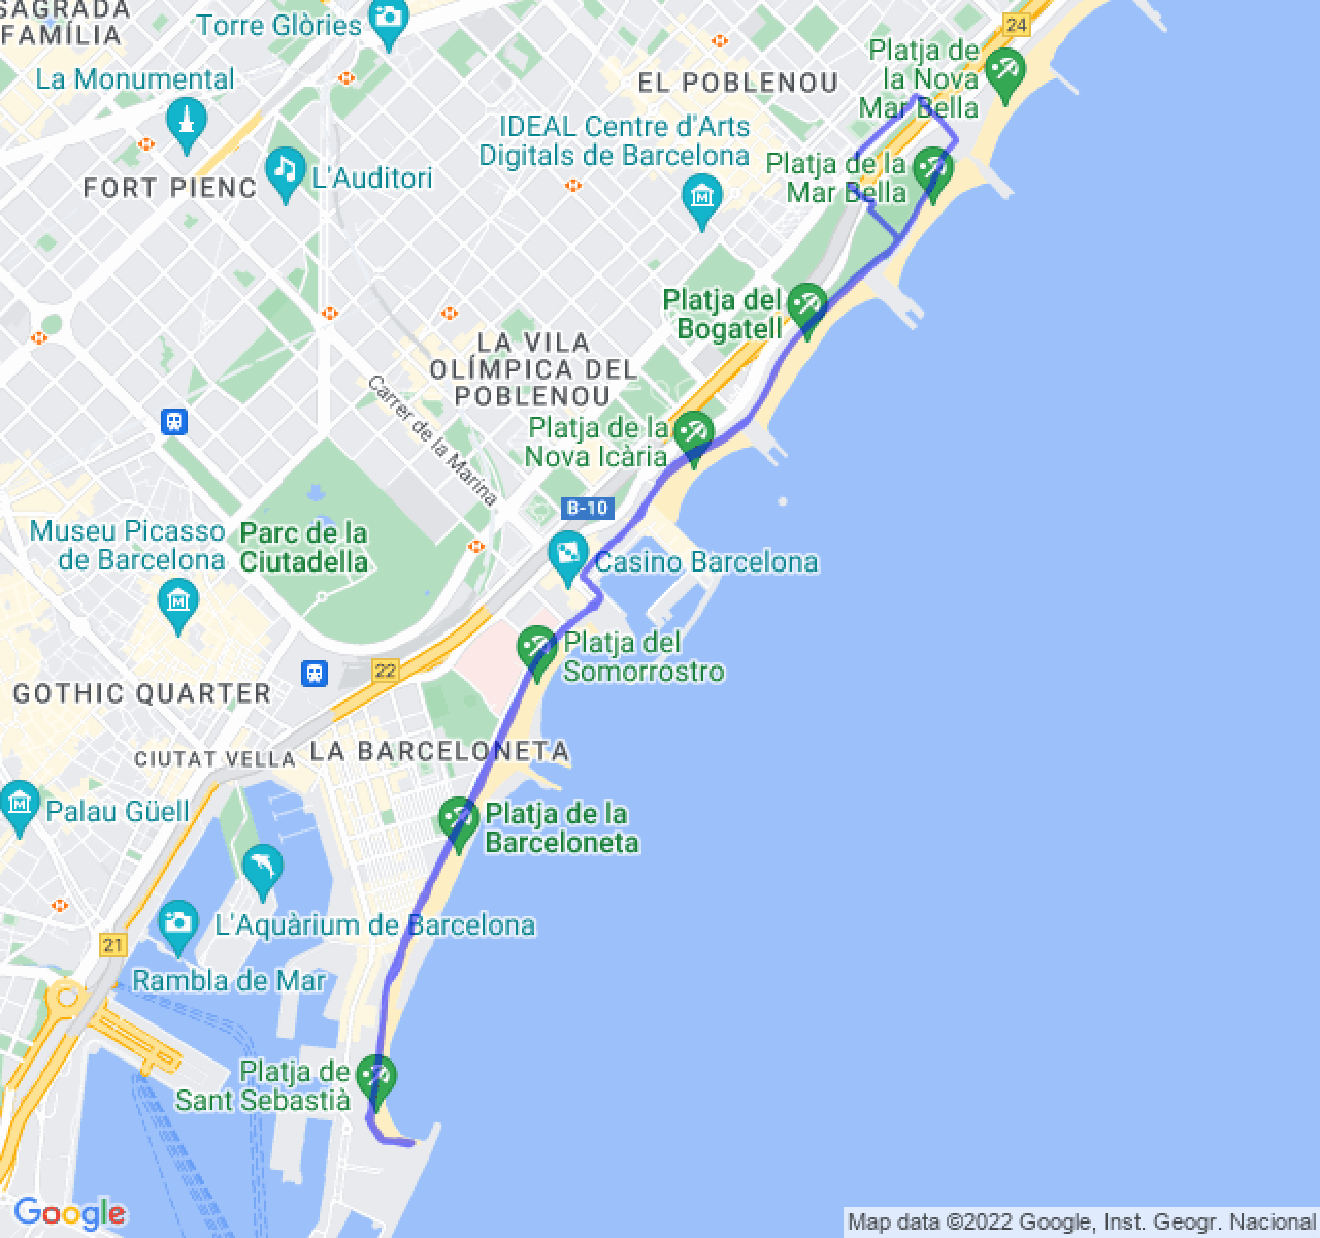 SAGRADA
FAMÍLIA
Torre Glòries
24
Platja de
la Nova
Mar Bella
La Monumental
EL POBLENOU
IDEAL Centre d'Arts
Digitals de Barcelona
Platja de la
Mar Bella
L'Auditori
FORT PIENC
Platja del
Bogatell
LA VILA
OLÍMPICA DEL
POBLENOU
Carrer de la Marina
Platja de la
Nova Icària
B-10
Museu Picasso
de Barcelona
Parc de la
Ciutadella
Casino Barcelona
Platja del
Somorrostro
22
GOTHIC QUARTER
CIUTAT VELLA
LA BARCELONETA
Palau Güell
Platja de la
Barceloneta
L'Aquàrium de Barcelona
21
Rambla de Mar
Platja de
Sant Sebastià
Google
Map data ©2022 Google, Inst. Geogr. Nacional